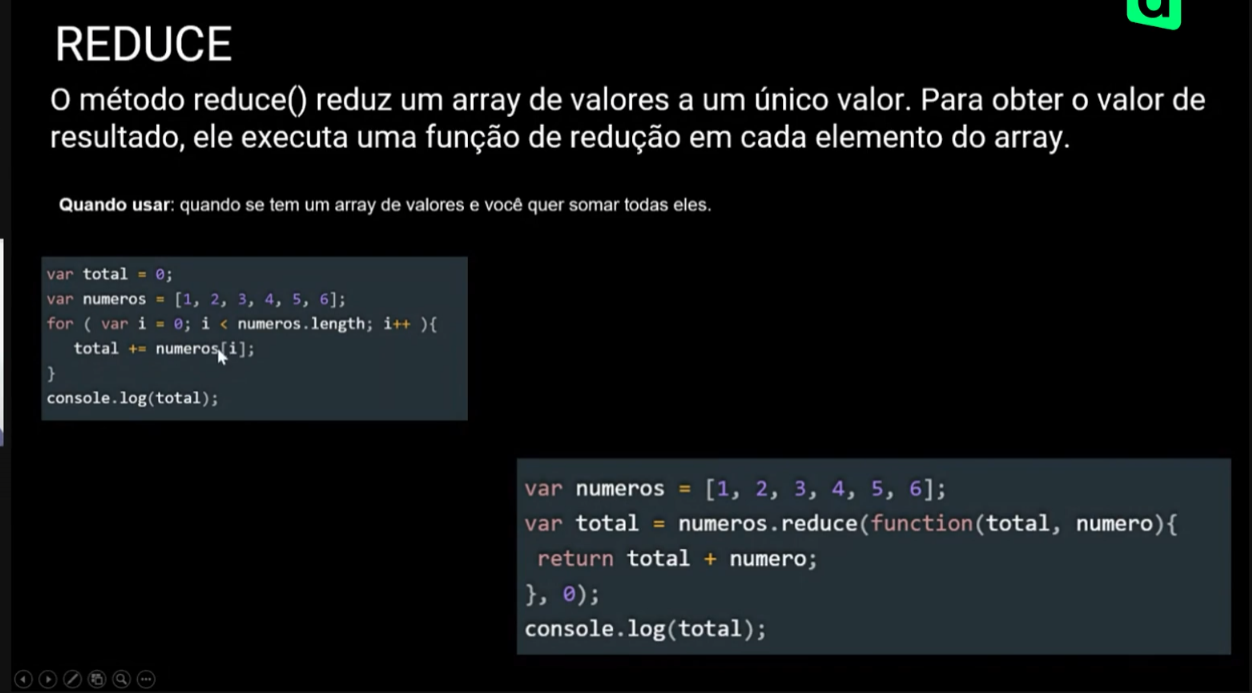 REDUCE
O método reduce() reduz um array de valores a um único valor. Para obter o valor de
resultado, ele executa uma função de redução em cada elemento do array.
Quando usar: quando se tem um array de valores e você quer somar todas eles.
var total = 0;
var numeros = [1, 2, 3, 4, 5, 6];
for ( var i = 0; i < numeros.length; i++ ){
total += numeros[i];
}
console.log(total);
var numeros = [1, 2, 3, 4, 5, 6];
var total = numeros.reduce(function(total, numero){
return total + numero;
}, 0);
console.log(total);